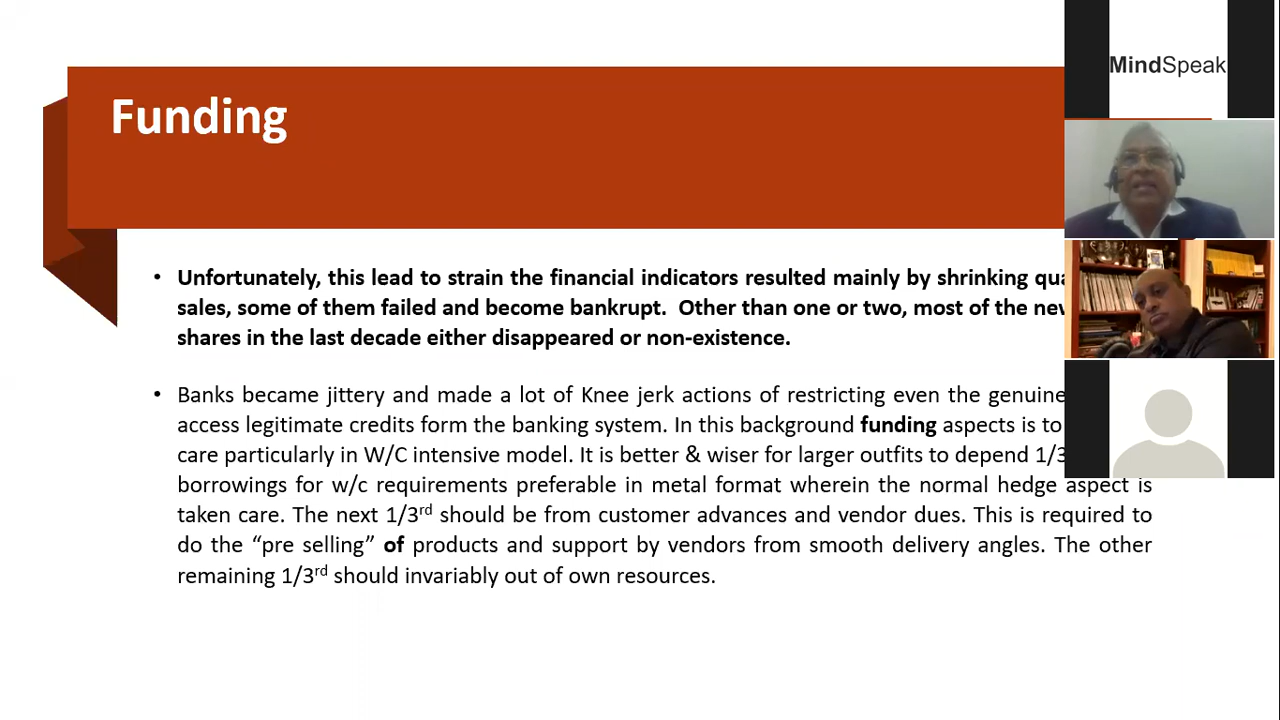 Funding
MindSpeak
• Unfortunately, this lead to strain the financial indicators resulted mainly by shrinking
sales, some of them failed and become bankrupt. Other than one or two, most of the
shares in the last decade either disappeared or non-existence.
• Banks became jittery and made a lot of Knee jerk actions of restricting even the genuine
access legitimate credits form the banking system. In this background funding aspects is to
care particularly in W/C intensive model. It is better & wiser for larger outfits to depend 1/3
borrowings for w/c requirements preferable in metal format wherein the normal hedge aspect is
taken care. The next 1/3rd should be from customer advances and vendor dues. This is required to
do the “pre selling” of products and support by vendors from smooth delivery angles. The other
remaining 1/3rd should invariably out of own resources.